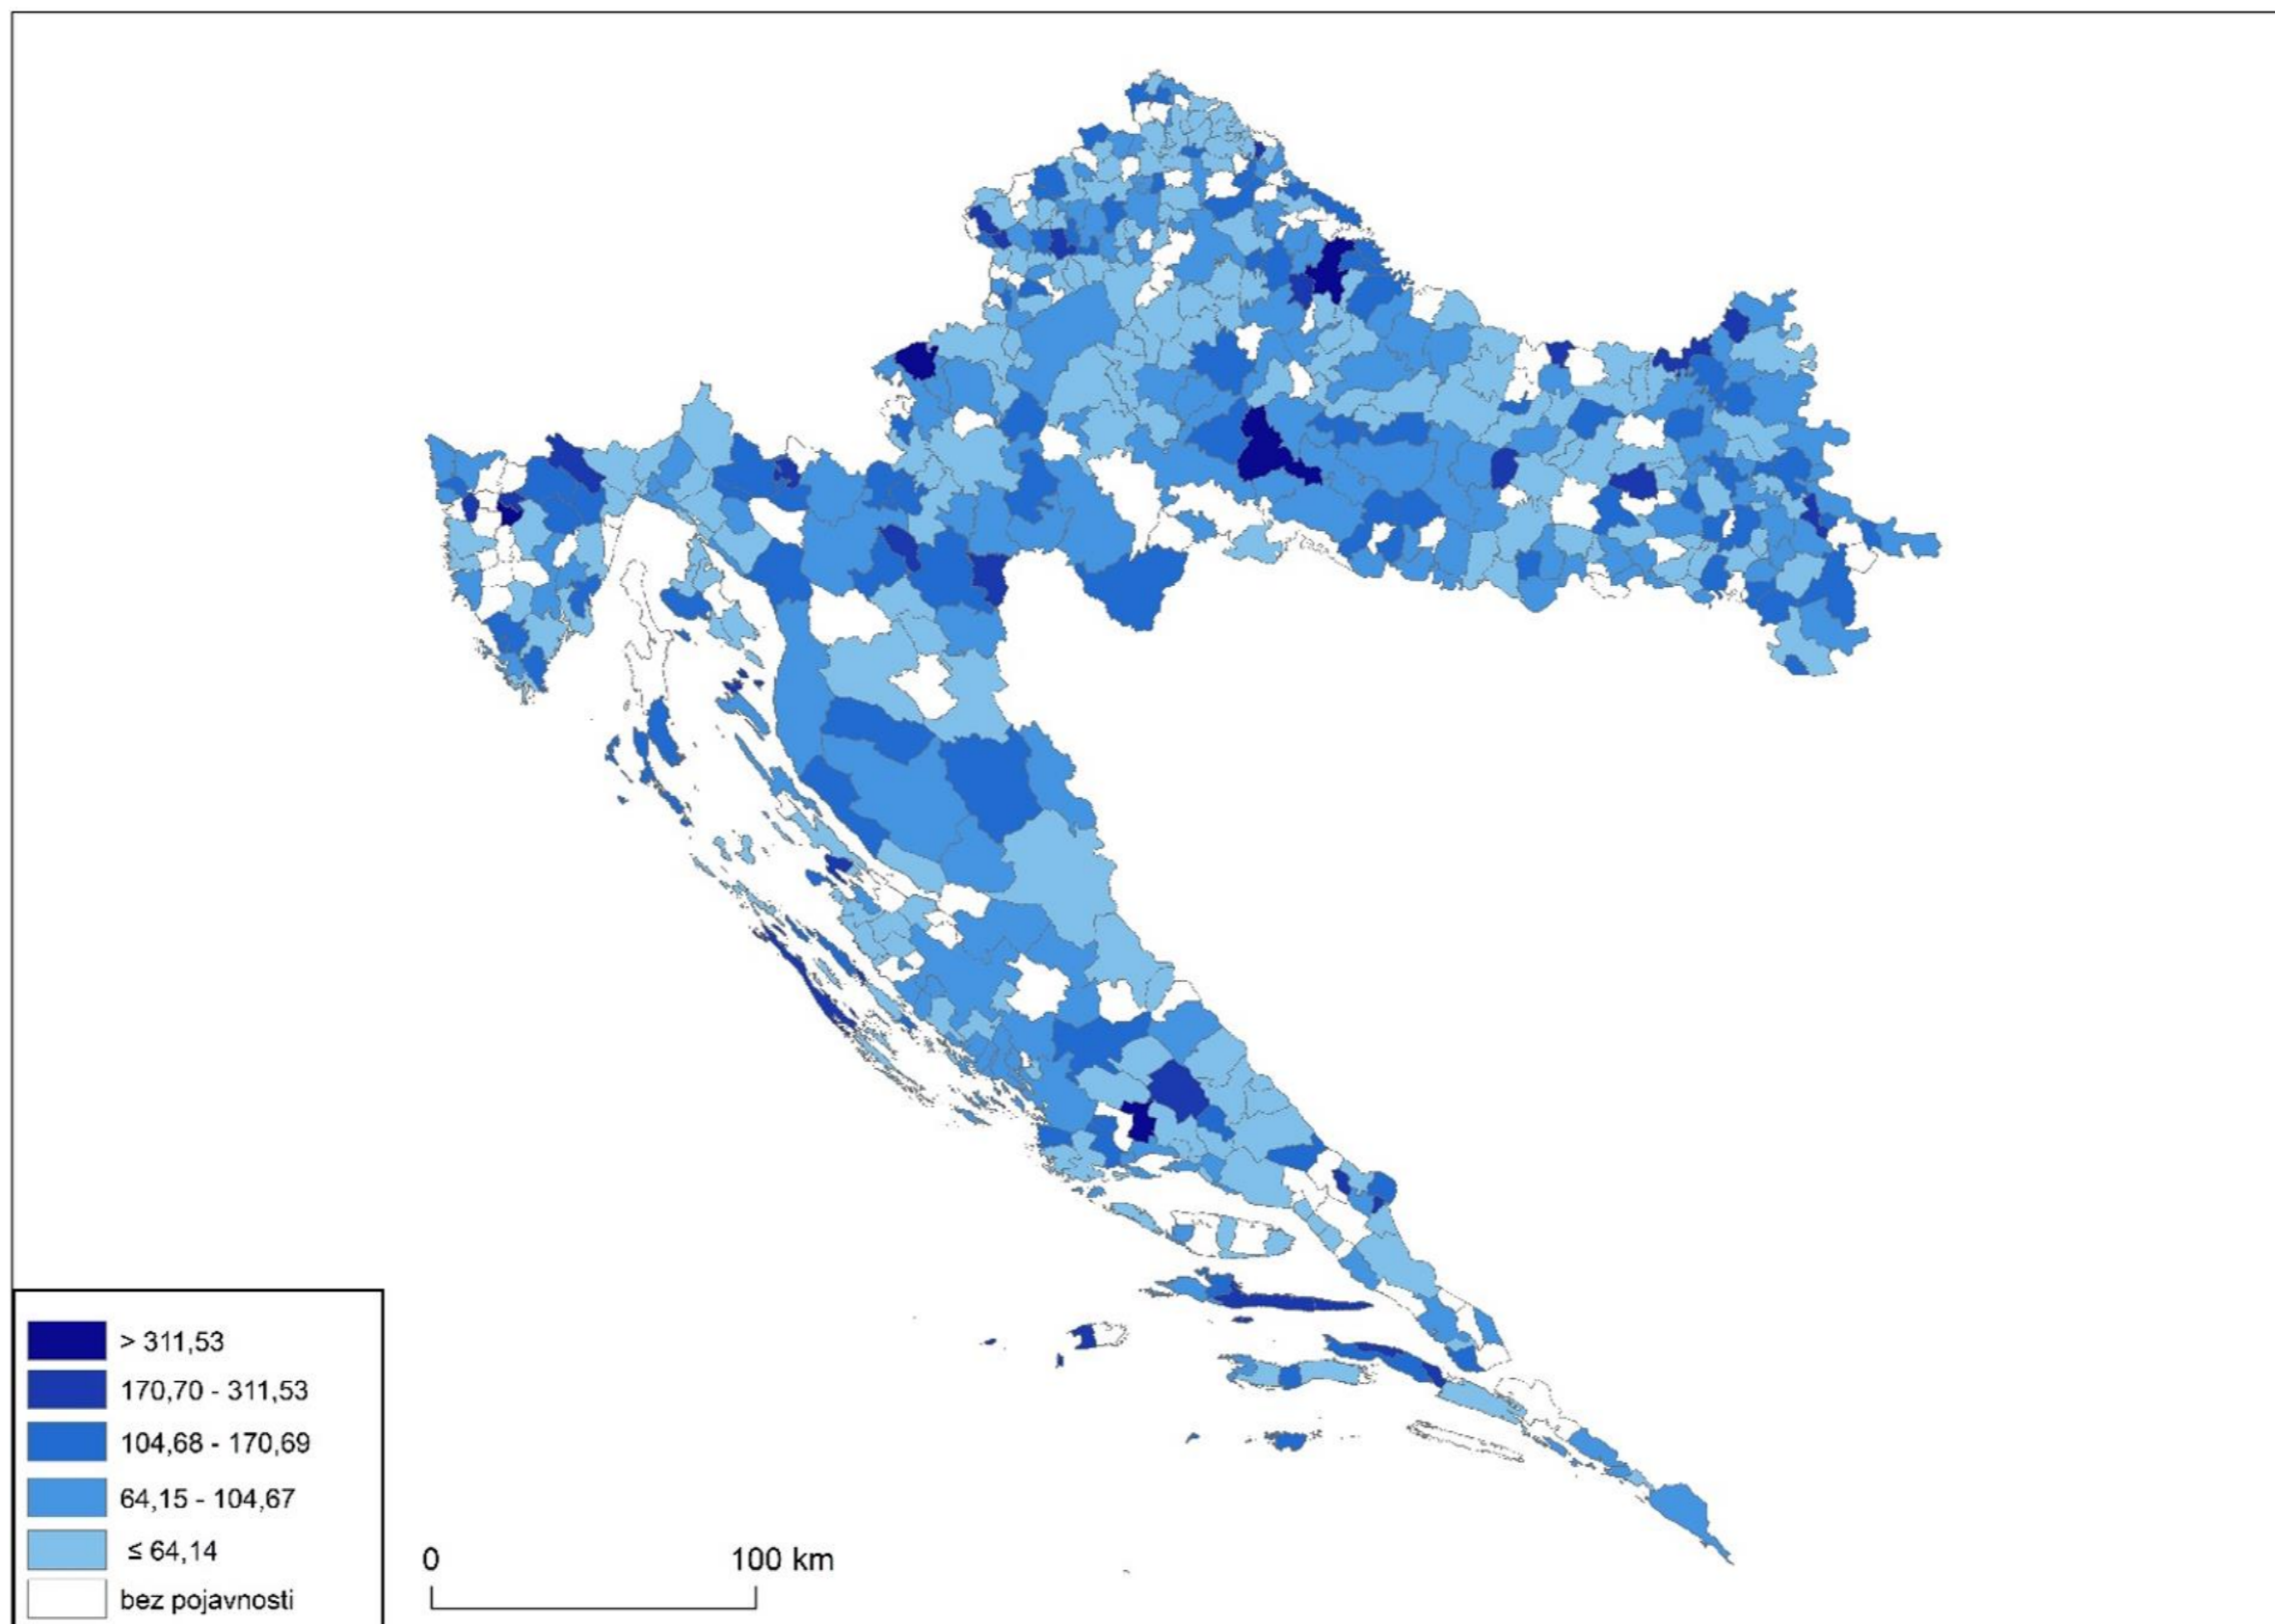 > 311,53
170,70 - 311,53
104,68 - 170,69
64,15 - 104,67
≤ 64,14
bez pojavnosti
0 100 km